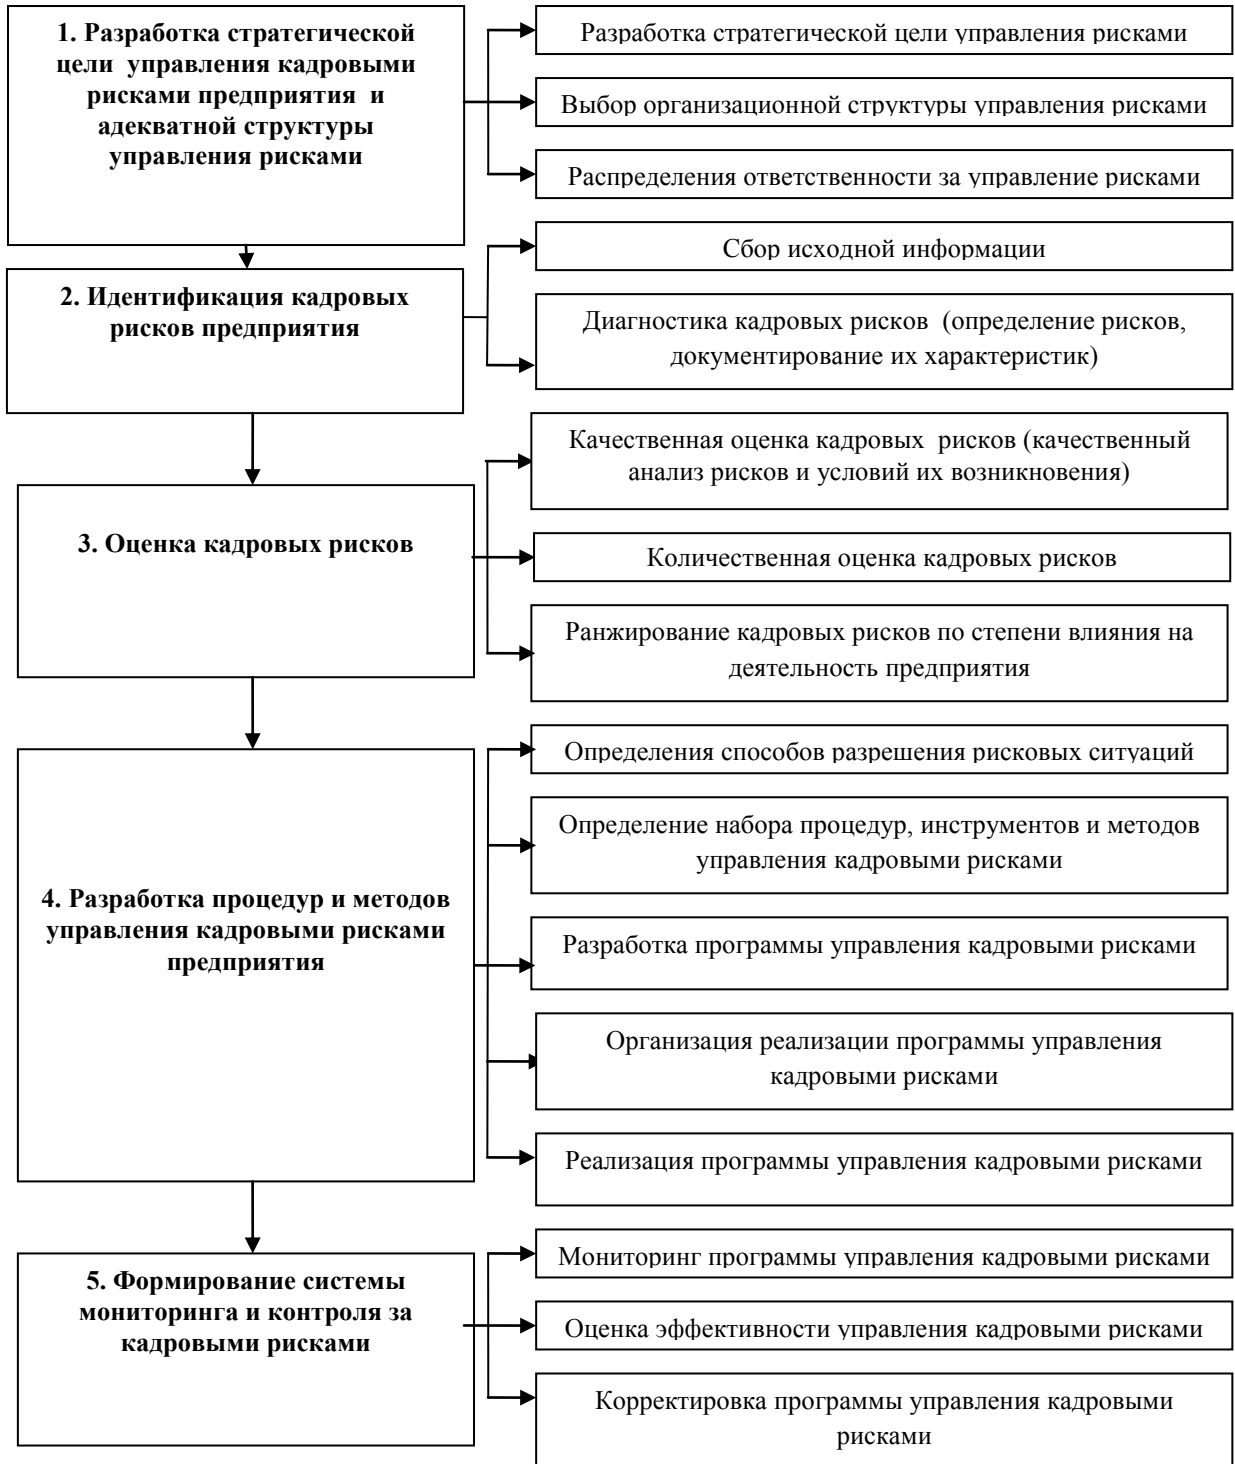 1. Разработка стратегической
цели управления кадровыми
рисками предприятия и
адекватной структуры
управления рисками
Разработка стратегической цели управления рисками
Выбор организационной структуры управления рисками
Распределения ответственности за управление рисками
2. Идентификация кадровых
рисков предприятия
Сбор исходной информации
Диагностика кадровых рисков (определение рисков,
документирование их характеристик)
3. Оценка кадровых рисков
Качественная оценка кадровых рисков (качественный
анализ рисков и условий их возникновения)
Количественная оценка кадровых рисков
Ранжирование кадровых рисков по степени влияния на
деятельность предприятия
4. Разработка процедур и методов
управления кадровыми рисками
предприятия
Определения способов разрешения рисковых ситуаций
Определение набора процедур, инструментов и методов
управления кадровыми рисками
Разработка программы управления кадровыми рисками
Организация реализации программы управления
кадровыми рисками
Реализация программы управления кадровыми рисками
5. Формирование системы
мониторинга и контроля за
кадровыми рисками
Мониторинг программы управления кадровыми рисками
Оценка эффективности управления кадровыми рисками
Корректировка программы управления кадровыми
рисками